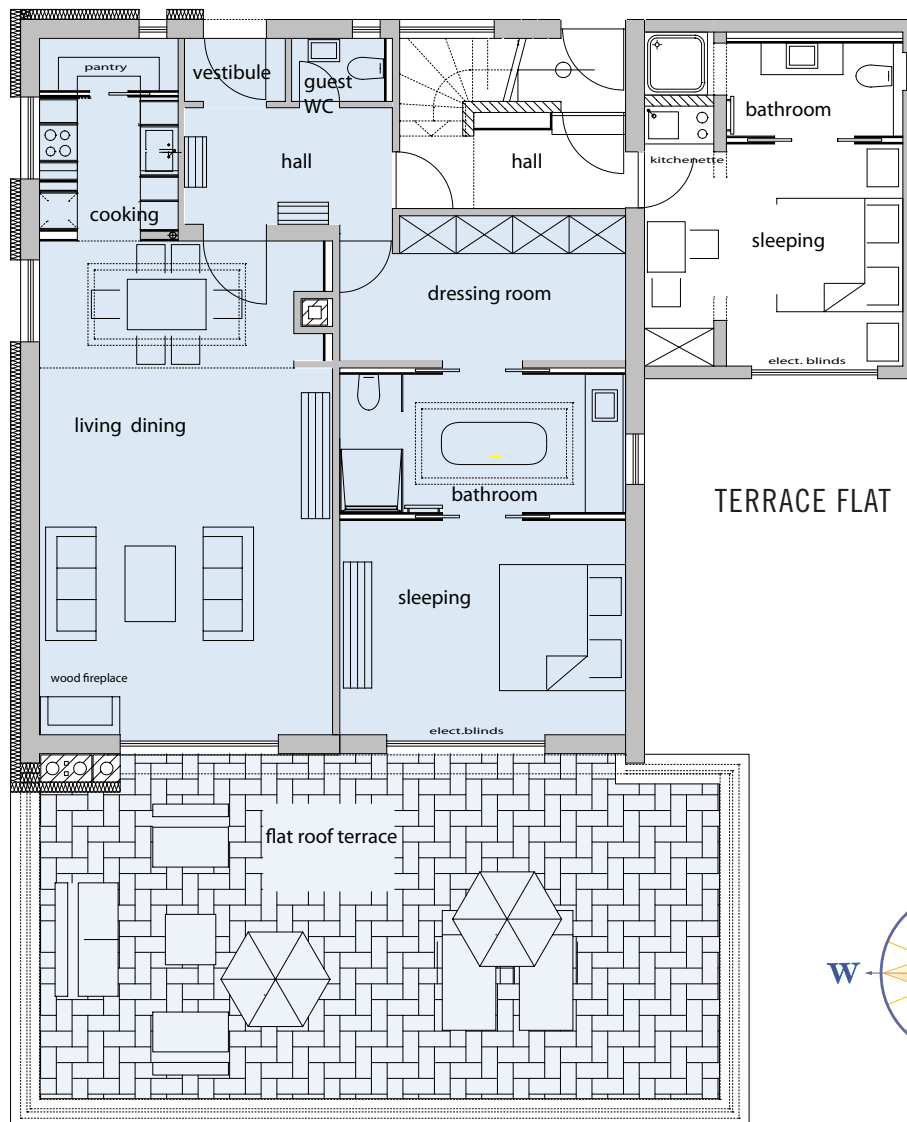 pantry
vestibule
guest
WC
bathroom
hall
hall
kitchenette
cooking
sleeping
dressing room
elect. blinds
living dining
bathroom
TERRACE FLAT
sleeping
wood fireplace
elect.blinds
flat roof terrace
W